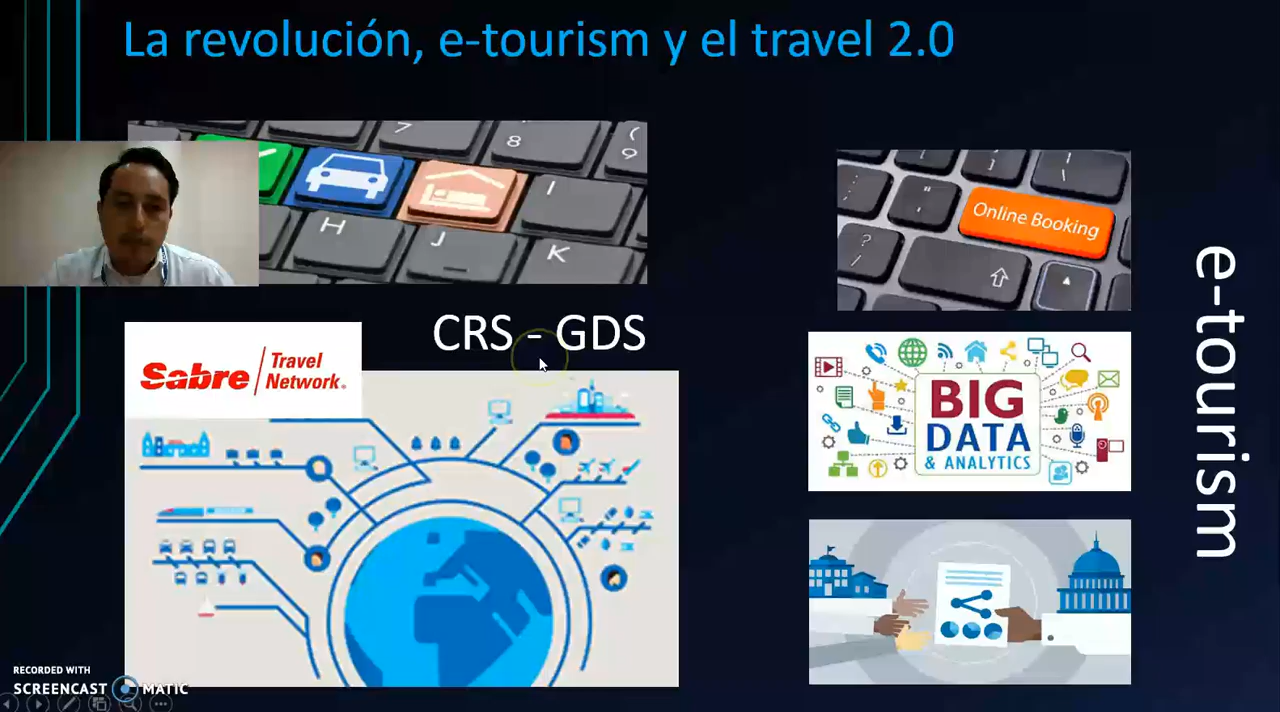 La revolución, e-tourism y el travel 2.0
7
8
(
9
H
J
I
K
Online Booking
?
/
CRS - GDS
Sabre
Travel
Network.
BIG
DATA
& ANALYTICS
e-tourism
RECORDED WITH
SCREENCAST MATIC